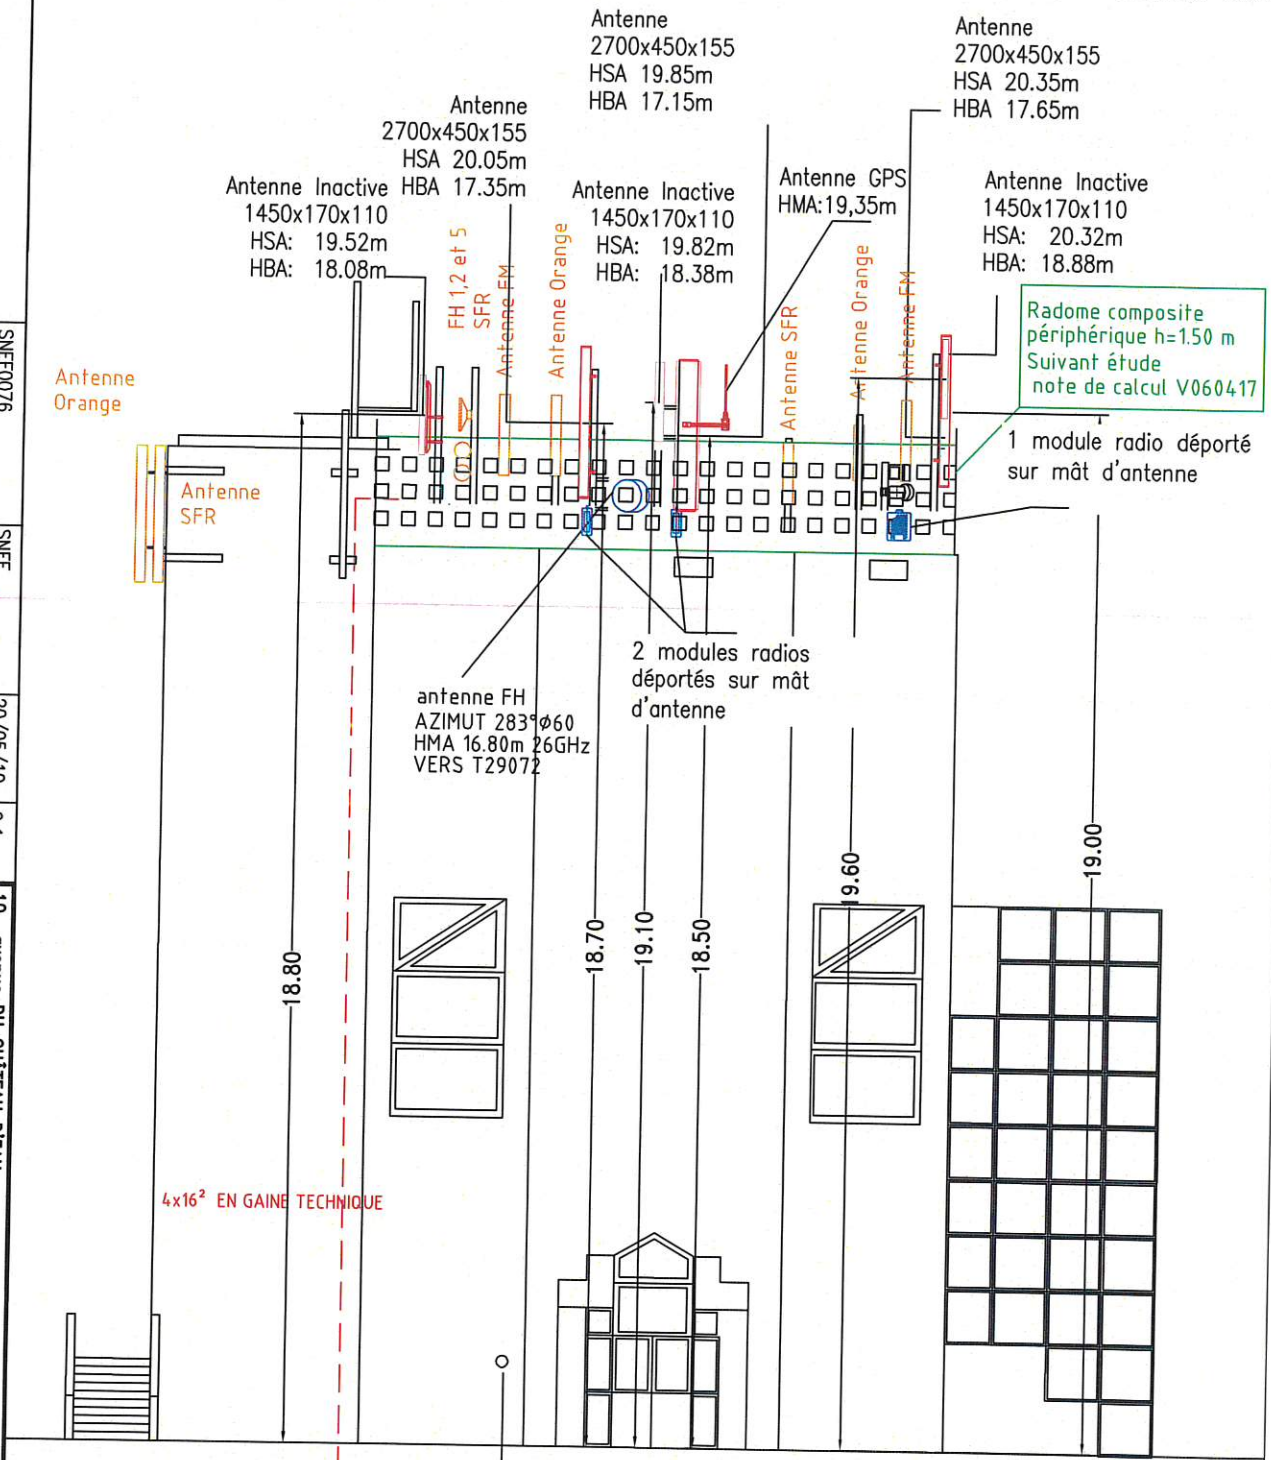 Antenne
2700x450x155
HSA 19.85m
HBA 17.15m
Antenne
2700x450x155
HSA 20.35m
HBA 17.65m
Antenne
2700x450x155
HSA 20.05m
HBA 17.35m
Antenne Inactive
1450x170x110
HSA: 19.52m
HBA: 18.08m
Antenne Inactive
1450x170x110
HSA: 19.82m
HBA: 18.38m
Antenne GPS
HMA:19,35m
Antenne Inactive
1450x170x110
HSA: 20.32m
HBA: 18.88m
FH 1,2 et 5
SFR
Antenne FM
Antenne Orange
Antenne SFR
Antenne Orange
Antenne FM
Radome composite
périphérique h=1.50 m
Suivant étude
note de calcul V060417
Antenne
Orange
Antenne
SFR
1 module radio déporté
sur mât d'antenne
2 modules radios
déportés sur mât
d'antenne
antenne FH
AZIMUT 283°ø60
HMA 16.80m 26GHz
VERS T29072
18.80
18.70
19.10
18.50
19.60
19.00
4x16² EN GAINE TECHNIQUE
SNEF0076
SNEF